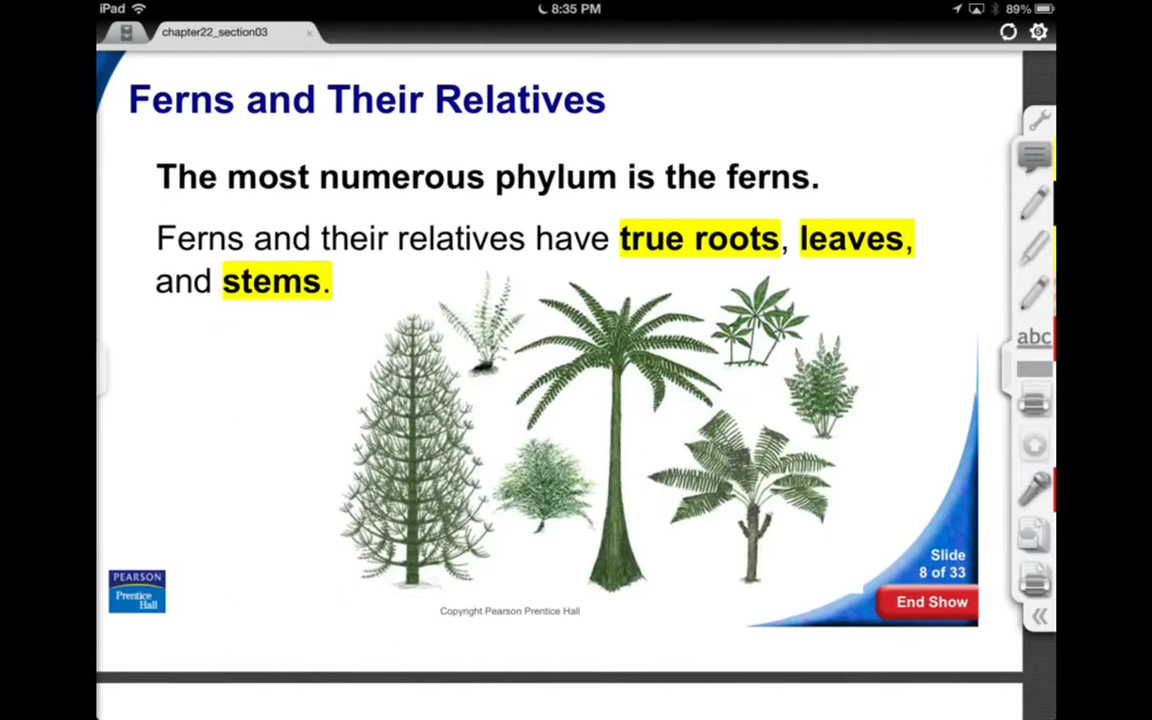 iPad
8:35 PM
89%
chapter22_section03
Ferns and Their Relatives
The most numerous phylum is the ferns.
Ferns and their relatives have true roots, leaves,
and stems.
abc
Slide
8 of 33
End Show
PEARSON
Prentice
Hall
Copyright Pearson Prentice Hall